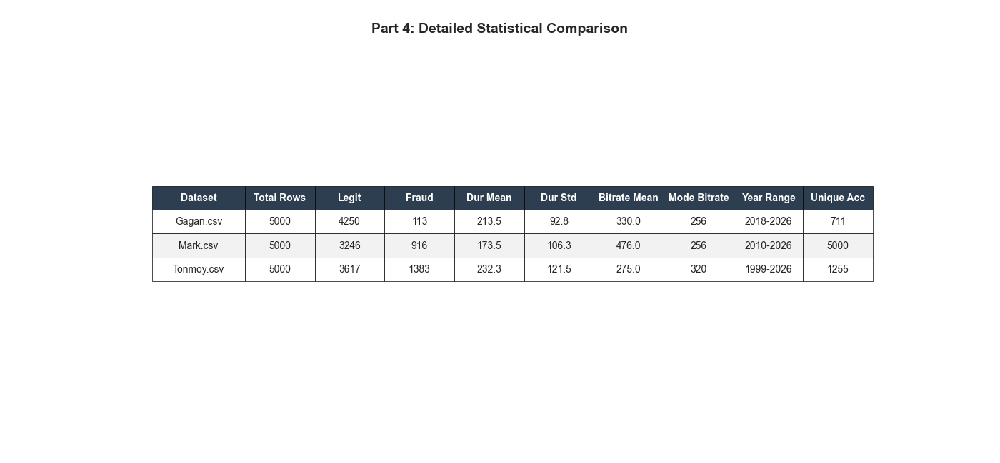 Part 4: Detailed Statistical Comparison
Dataset Total Rows Legit Fraud Dur Mean Dur Std Bitrate Mean Mode Bitrate Year Range Unique Acc
Gagan.csv 5000 4250 113 213.5 92.8 330.0 256 2018-2026 711
Mark.csv 5000 3246 916 173.5 106.3 476.0 256 2010-2026 5000
Tonmoy.csv 5000 3617 1383 232.3 121.5 275.0 320 1999-2026 1255